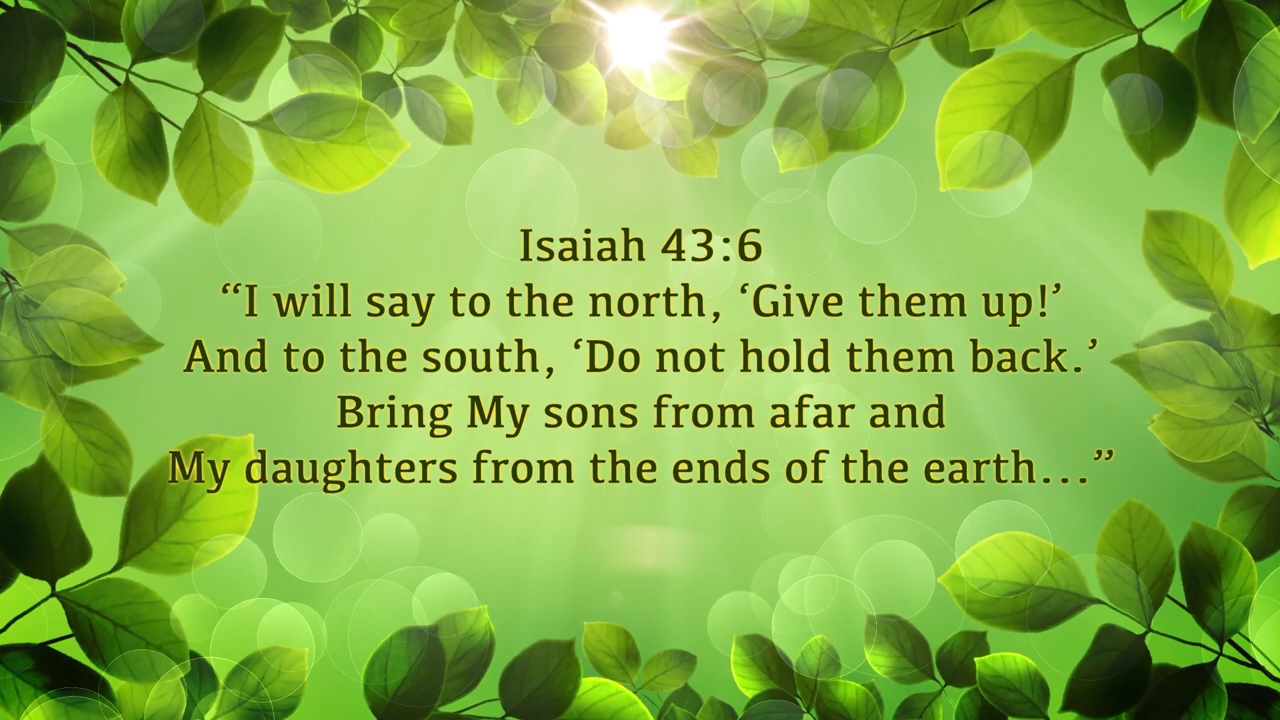 Isaiah 43:6
“I will say to the north, ‘Give them up!’
And to the south, ‘Do not hold them back.’
Bring My sons from afar and
My daughters from the ends of the earth...”